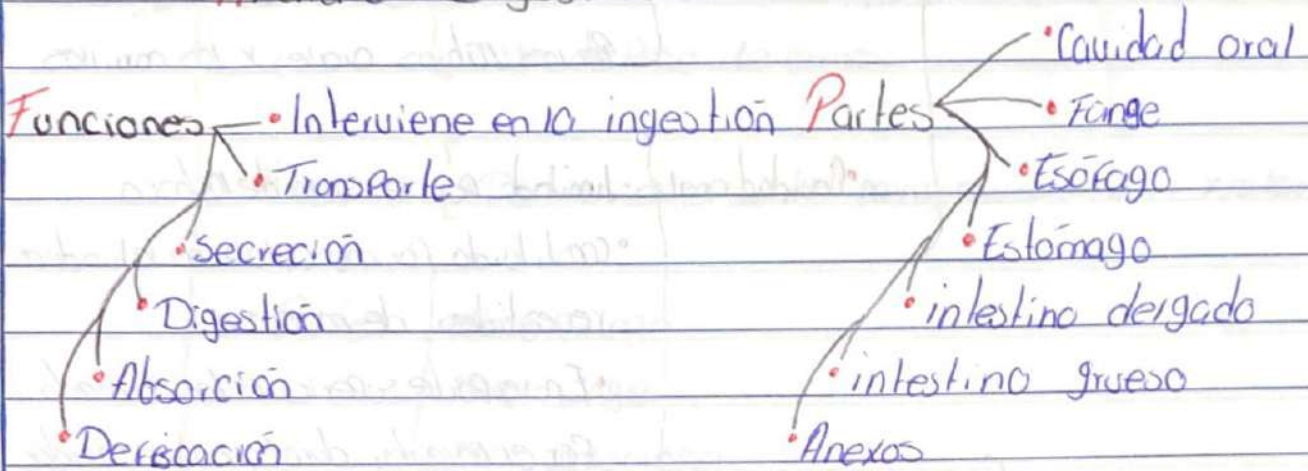 Funciones
• Interviene en la ingestión
• Transporte
• Secreción
• Digestión
• Absorción
• Defecación
Partes
• Cavidad oral
• Faringe
• Esófago
• Estómago
• intestino delgado
• intestino grueso
• Anexos